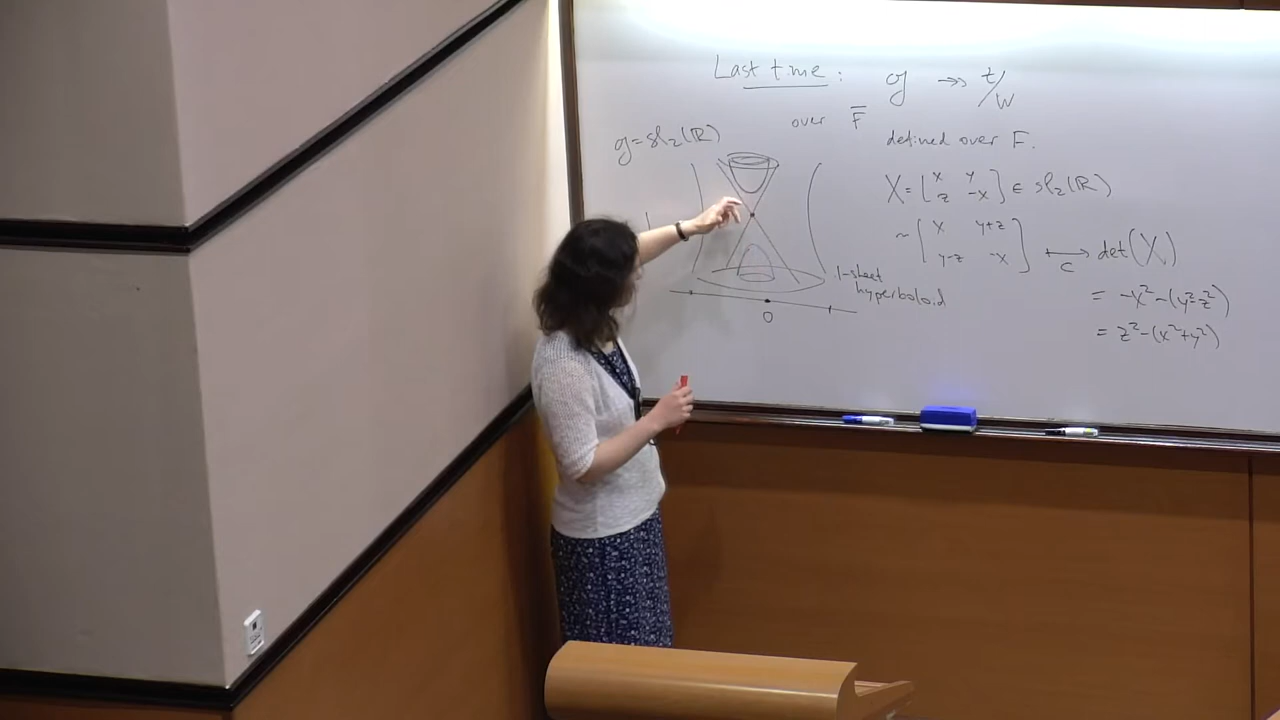 Last time : 𝔤 ↠ t/W
over F̅
defined over F.
g = sl₂(ℝ)
X = [x y z -x] ∈ sl₂(ℝ)
~ [x y+z y-z -x] ⟼ det(X)
c
1-sheet
hyperboloid
= -x²-(y²-z²)
= z²-(x²+y²)
0